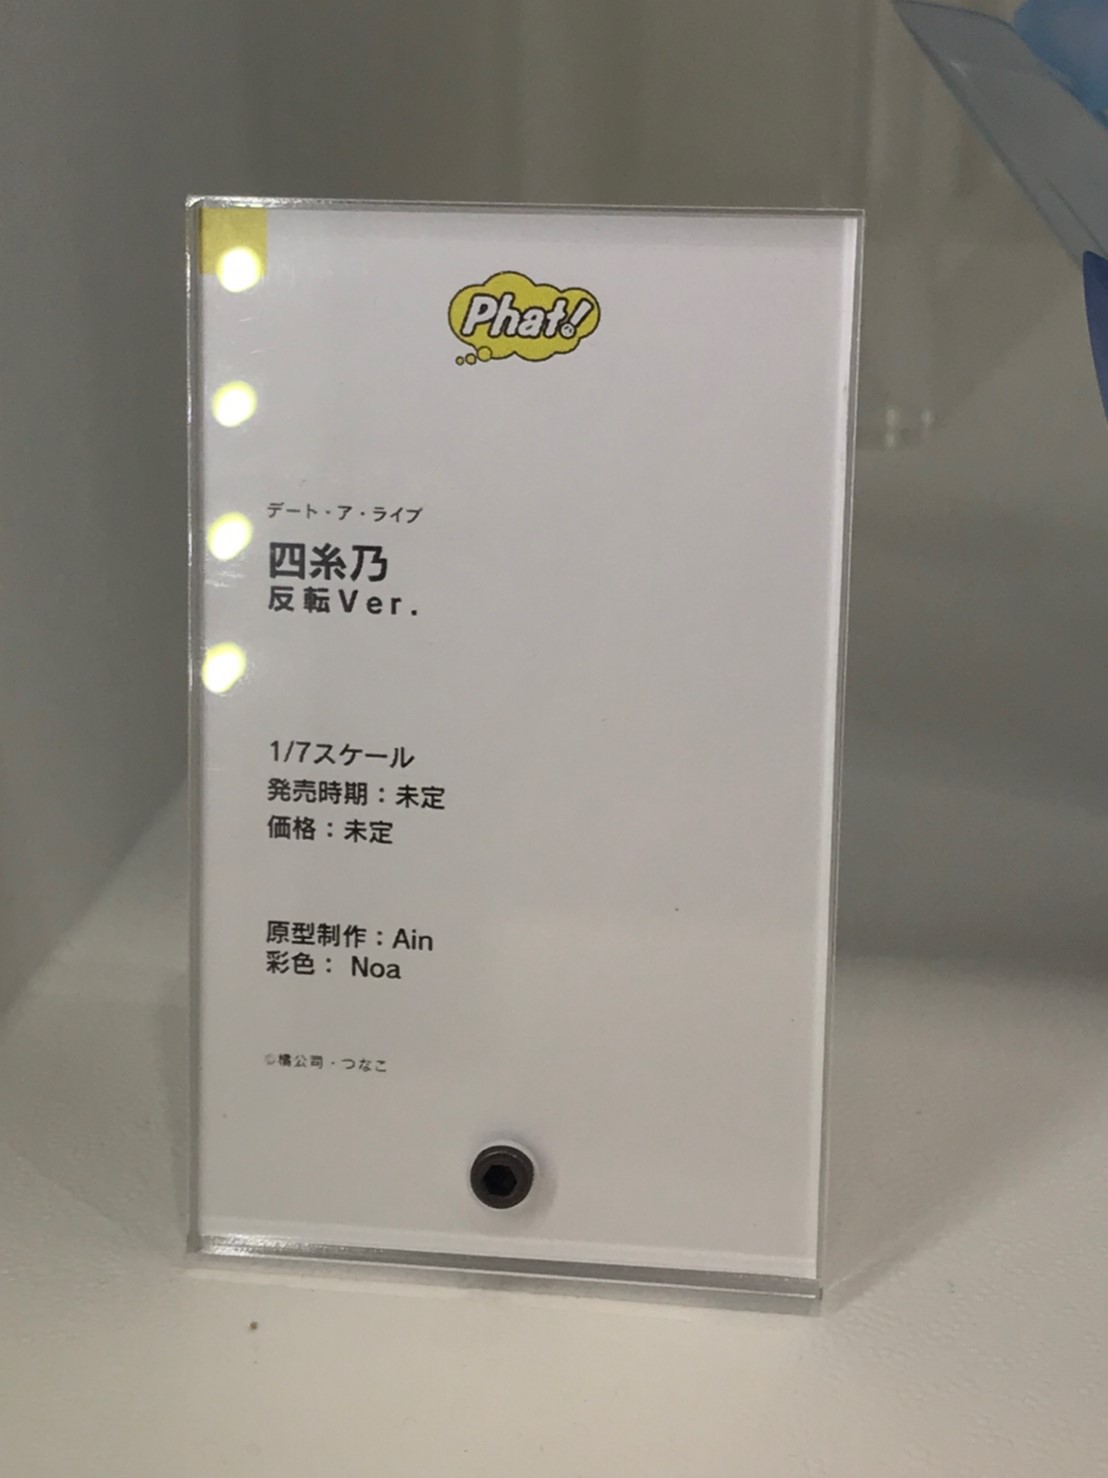 Phat!
デート・ア・ライブ
四糸乃
反転Ver.
1/7スケール
発売時期：未定
価格：未定
原型制作：Ain
彩色： Noa
©橘公司・つなこ